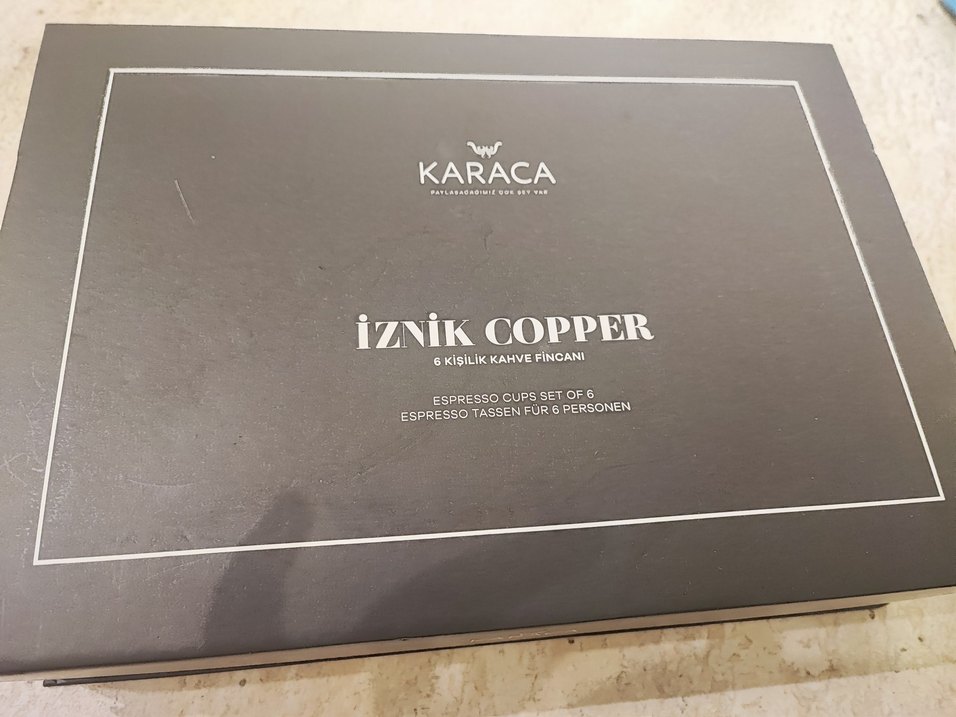 KARACA
PAYLAŞACAĞIMIZ ÇOK ŞEY VAR
İZNİK COPPER
6 KİŞİLİK KAHVE FİNCANI
ESPRESSO CUPS SET OF 6
ESPRESSO TASSEN FÜR 6 PERSONEN